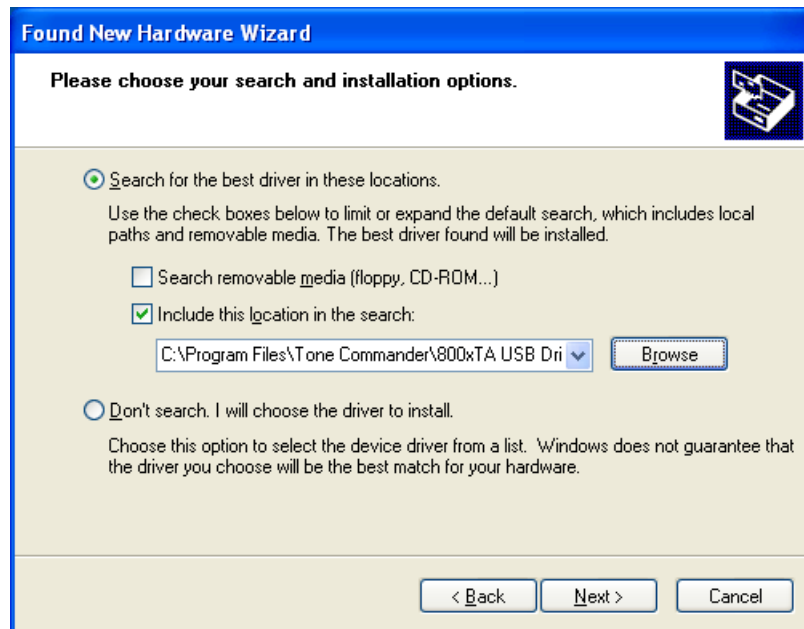 Found New Hardware Wizard
Please choose your search and installation options.
Search for the best driver in these locations.
Use the check boxes below to limit or expand the default search, which includes local
paths and removable media. The best driver found will be installed.
Search removable media (floppy, CD-ROM...)
Include this location in the search:
C:\Program Files\Tone Commander\800xTA USB Dri
Browse
Don't search. I will choose the driver to install.
Choose this option to select the device driver from a list. Windows does not guarantee that
the driver you choose will be the best match for your hardware.
< Back Next > Cancel